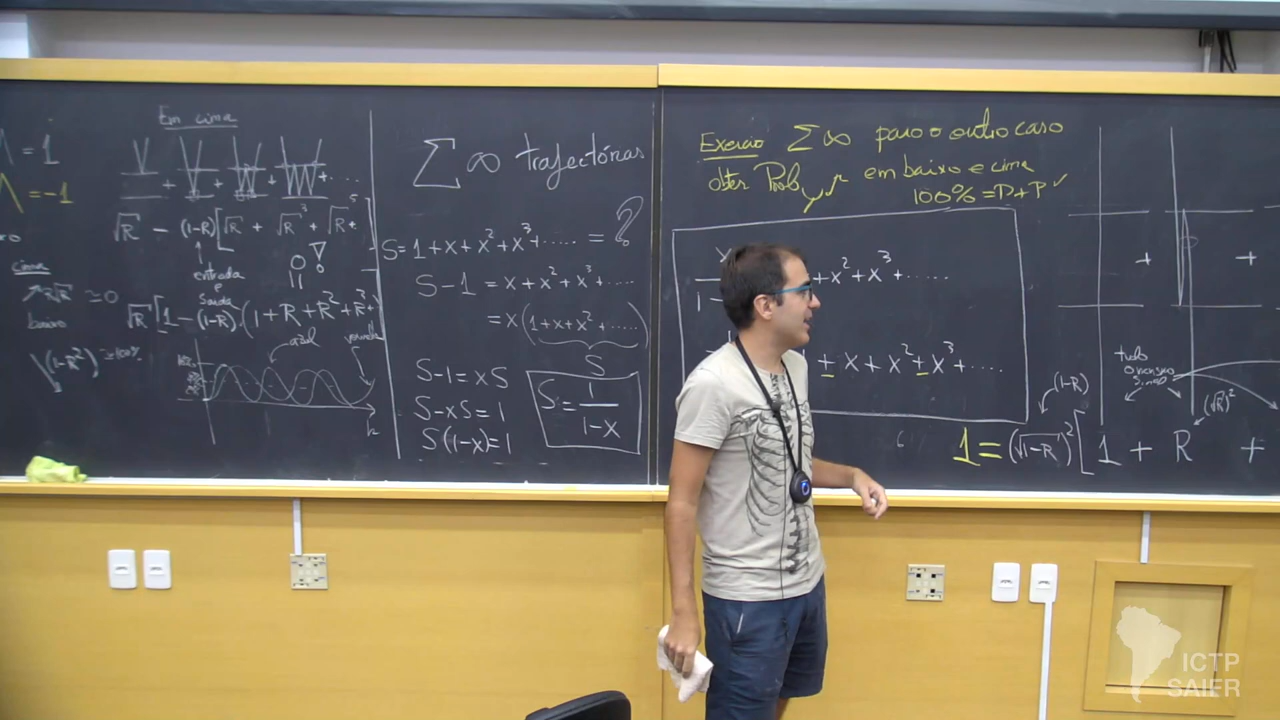 = 1
= -1
cima
≃ 0
baixo
(1-R²)
Em cima
+ + + + ....
√R - (1-R)[√R + √R³ + √R⁵ +
entrada
e
saída
√R [1 - (1-R)·(1+R+R²+R³+
azul
vermelho
∑ ∞ trajectórias
S=1+x+x²+x³+..... = ?
S-1 = x+x²+x³+....
= x(1+x+x²+.....)
S
S-1=xS
S-xS=1
S(1-x)=1
S=1/(1-x)
Exercício ∑ ∞ para o outro caso
obter Prob em baixo e cima
100%=P+P ✓
+x²+x³+......
± x + x² ± x³+....
+ +
tudo
(1-R)
(√R)²
1=(√1-R)²[1 + R +
ICTP
SAIFR